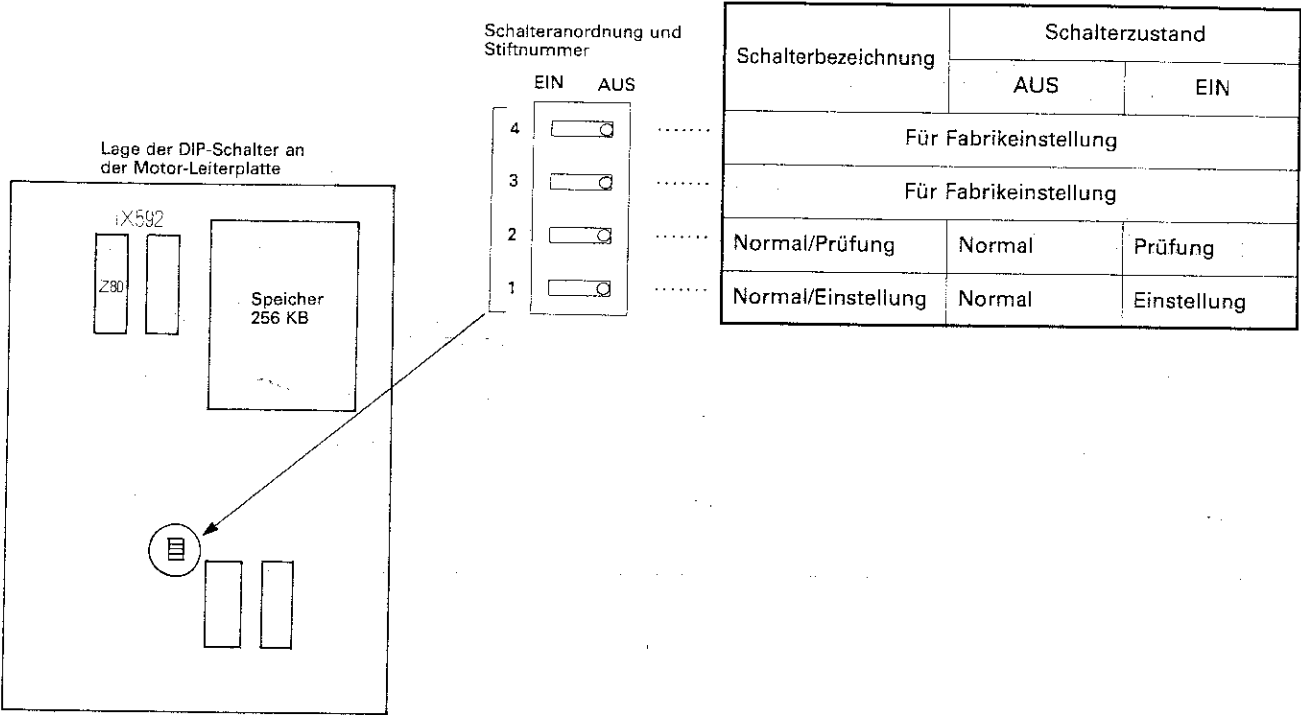 Schalteranordnung und
Stiftnummer
EIN AUS
4
3
2
1
Schalterbezeichnung
Schalterzustand
AUS EIN
Für Fabrikeinstellung
Für Fabrikeinstellung
Normal/Prüfung Normal Prüfung
Normal/Einstellung Normal Einstellung
Lage der DIP-Schalter an
der Motor-Leiterplatte
iX592
Z80
Speicher
256 KB